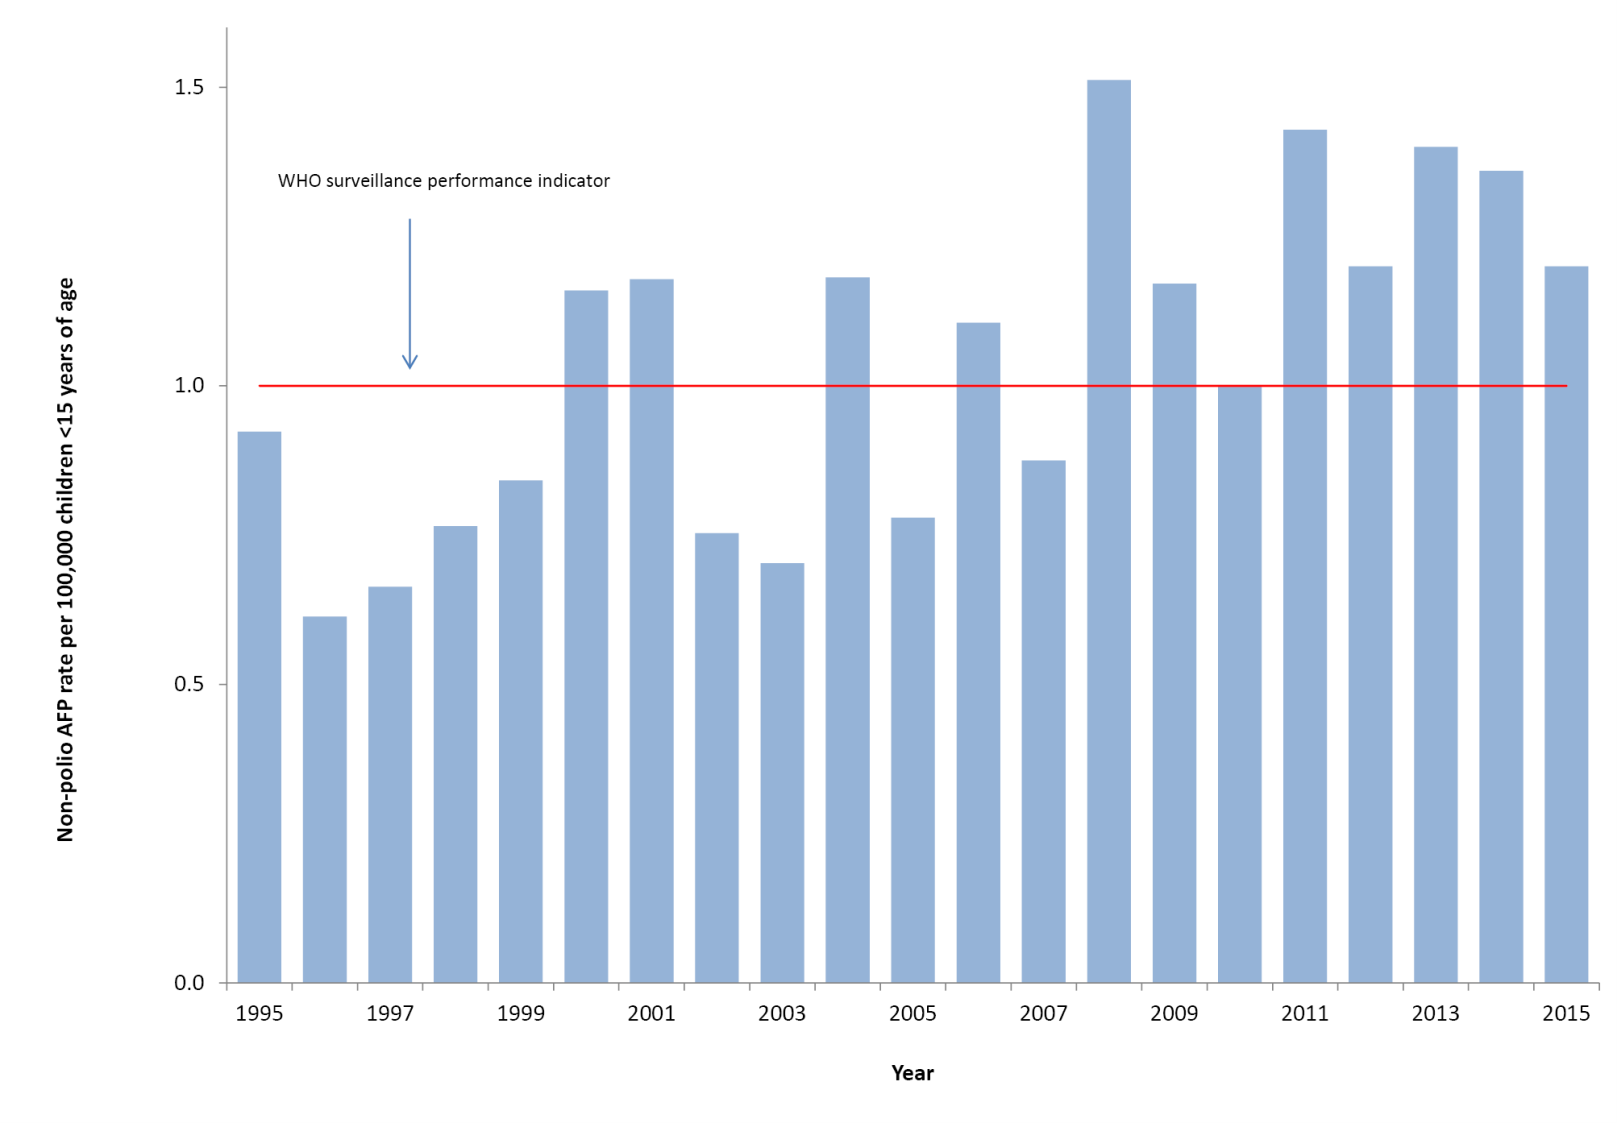 1.5
WHO surveillance performance indicator
1.0
0.5
0.0
Non-polio AFP rate per 100,000 children <15 years of age
1995 1997 1999 2001 2003 2005 2007 2009 2011 2013 2015
Year